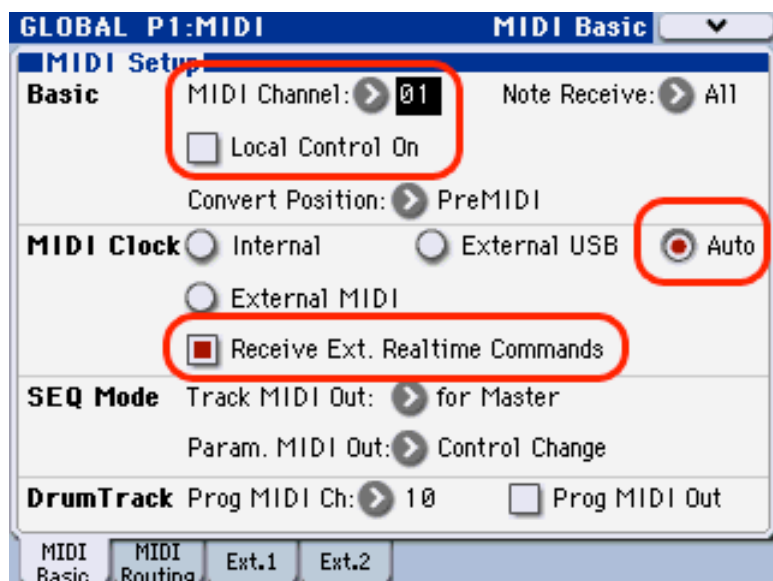 GLOBAL P1:MIDI MIDI Basic
MIDI Setup
Basic MIDI Channel: 01 Note Receive: All
Local Control On
Convert Position: PreMIDI
MIDI Clock Internal External USB Auto
External MIDI
Receive Ext. Realtime Commands
SEQ Mode Track MIDI Out: for Master
Param. MIDI Out: Control Change
DrumTrack Prog MIDI Ch: 10 Prog MIDI Out
MIDI Basic MIDI Routing Ext.1 Ext.2